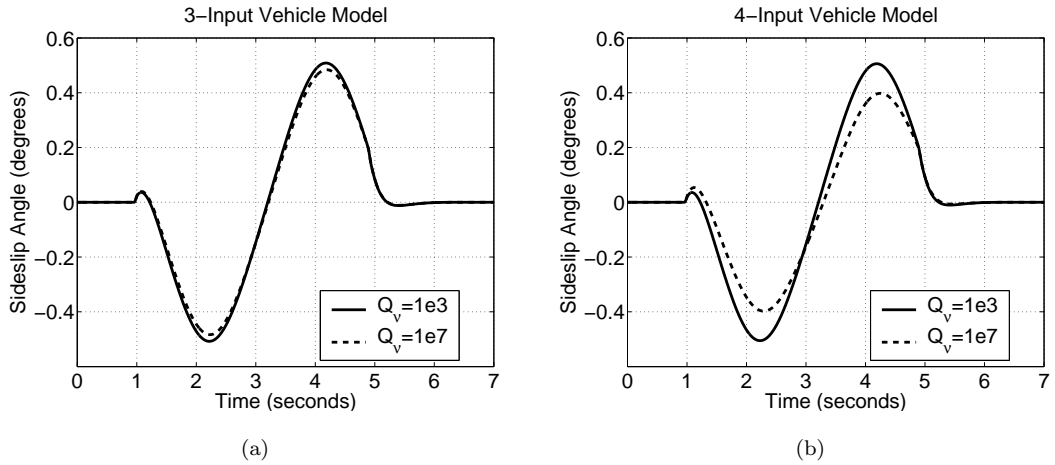 3−Input Vehicle Model
0.6
0.4
0.2
0
−0.2
−0.4
Sideslip Angle (degrees)
Q_ν=1e3
Q_ν=1e7
0 1 2 3 4 5 6 7
Time (seconds)
(a)
4−Input Vehicle Model
0.6
0.4
0.2
0
−0.2
−0.4
Sideslip Angle (degrees)
Q_ν=1e3
Q_ν=1e7
0 1 2 3 4 5 6 7
Time (seconds)
(b)